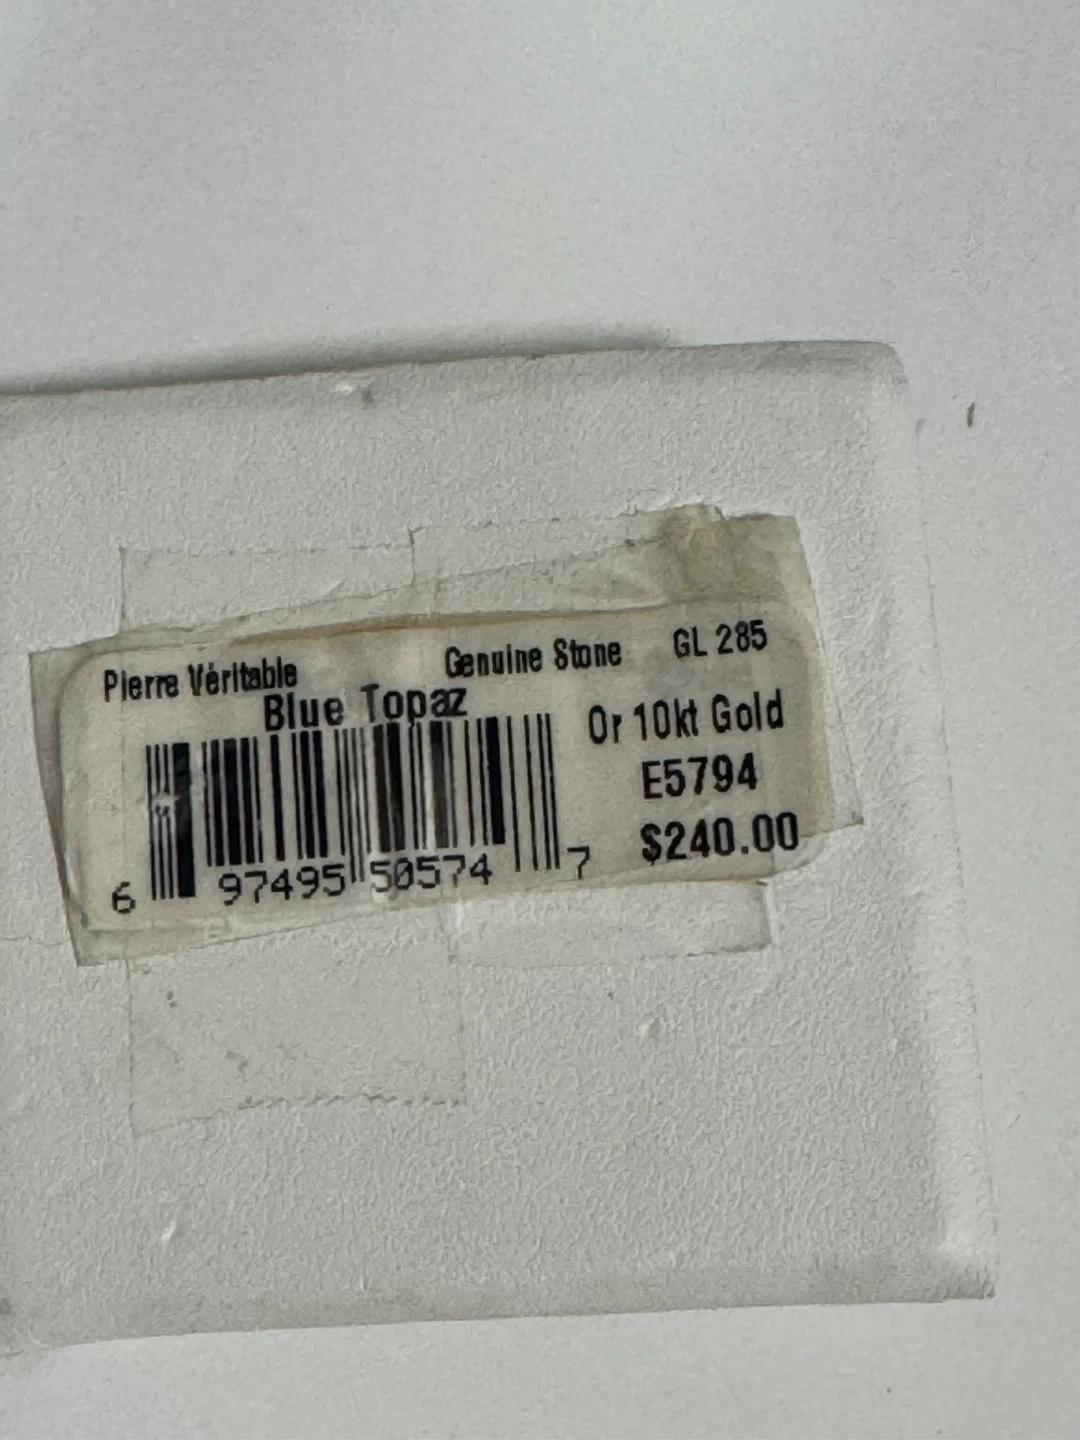 Pierre Véritable Genuine Stone GL 285
Blue Topaz
Or 10kt Gold
E5794
$240.00
6 97495 50574 7